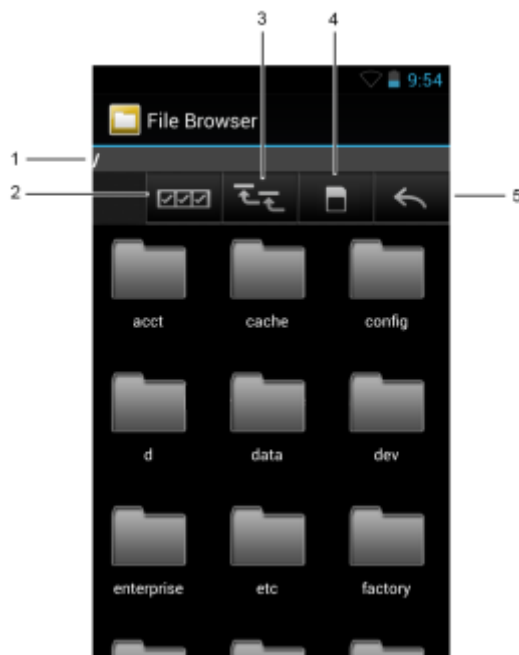 3 4
9:54
File Browser
1
/
2
5
acct cache config
d data dev
enterprise etc factory